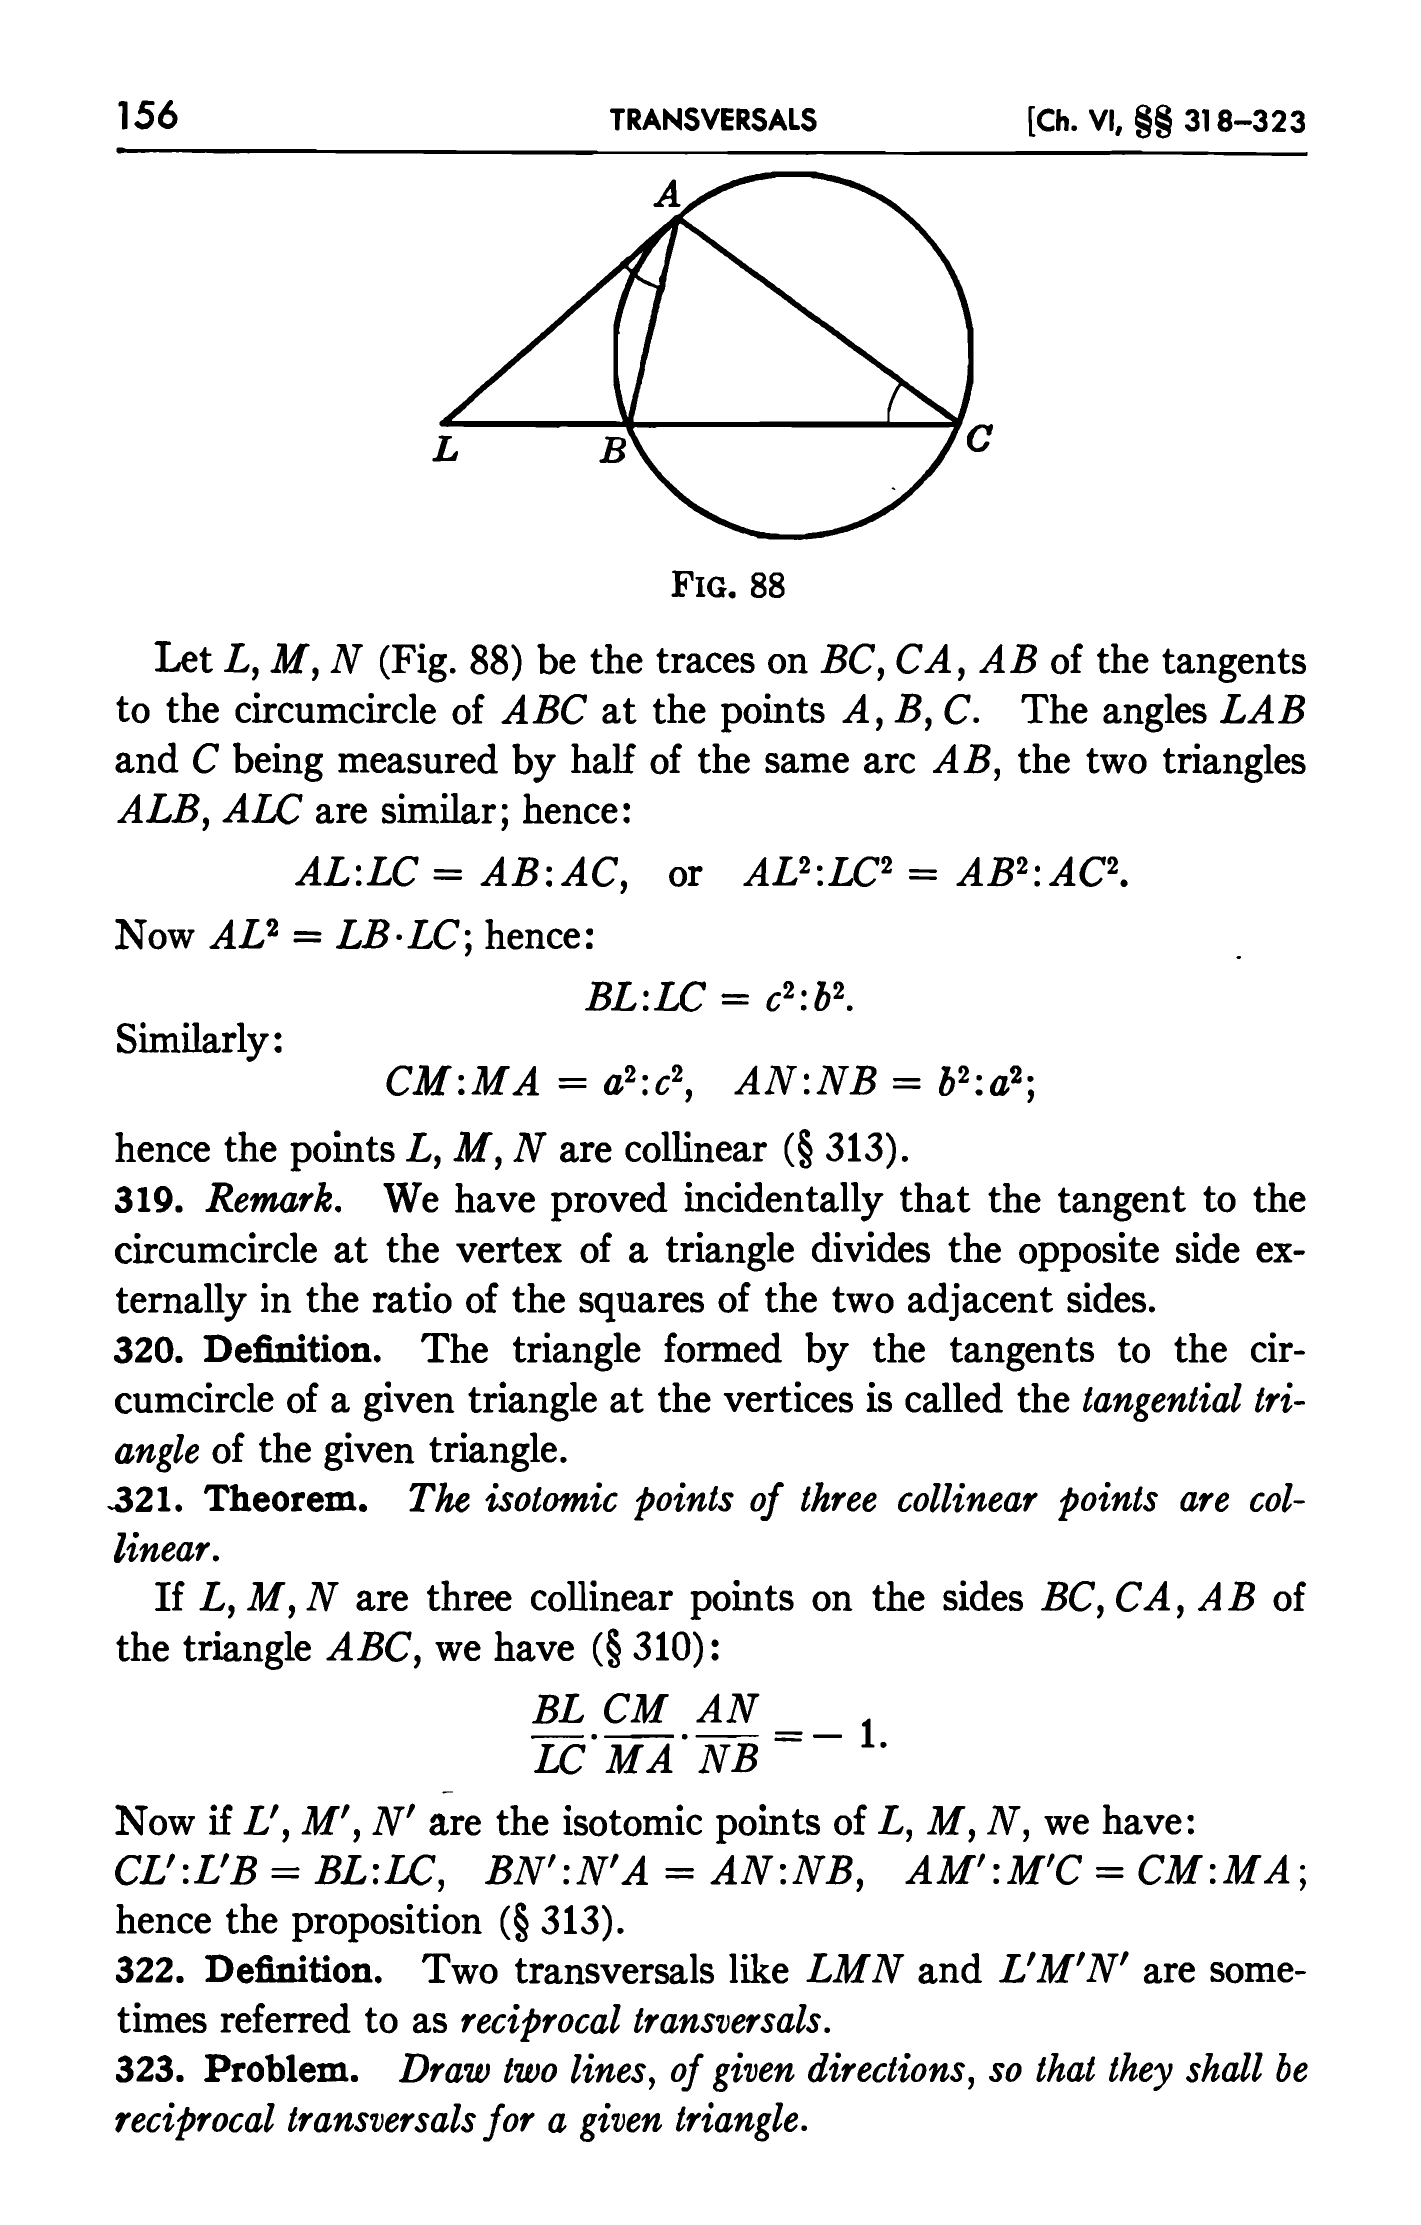 156 TRANSVERSALS [Ch. VI, §§ 318–323
A
L B C
FIG. 88
Let L, M, N (Fig. 88) be the traces on BC, CA, AB of the tangents
to the circumcircle of ABC at the points A, B, C. The angles LAB
and C being measured by half of the same arc AB, the two triangles
ALB, ALC are similar; hence:
AL:LC = AB:AC, or AL²:LC² = AB²:AC².
Now AL² = LB·LC; hence:
BL:LC = c²:b².
Similarly:
CM:MA = a²:c², AN:NB = b²:a²;
hence the points L, M, N are collinear (§ 313).
319. Remark. We have proved incidentally that the tangent to the
circumcircle at the vertex of a triangle divides the opposite side ex-
ternally in the ratio of the squares of the two adjacent sides.
320. Definition. The triangle formed by the tangents to the cir-
cumcircle of a given triangle at the vertices is called the tangential tri-
angle of the given triangle.
321. Theorem. The isotomic points of three collinear points are col-
linear.
If L, M, N are three collinear points on the sides BC, CA, AB of
the triangle ABC, we have (§ 310):
BL CM AN
—·—·— = − 1.
LC MA NB
Now if L′, M′, N′ are the isotomic points of L, M, N, we have:
CL′:L′B = BL:LC, BN′:N′A = AN:NB, AM′:M′C = CM:MA;
hence the proposition (§ 313).
322. Definition. Two transversals like LMN and L′M′N′ are some-
times referred to as reciprocal transversals.
323. Problem. Draw two lines, of given directions, so that they shall be
reciprocal transversals for a given triangle.